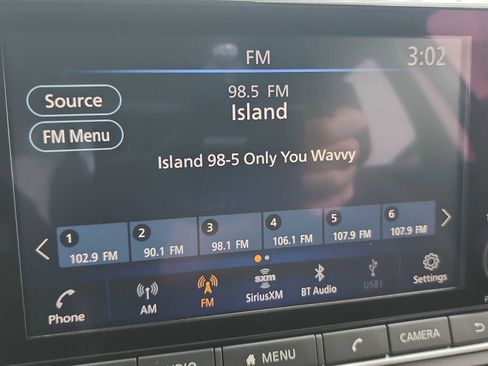 FM
3:02
Source
98.5 FM
Island
FM Menu
Island 98-5 Only You Wavvy
1 2 3 4 5 6
102.9 FM 90.1 FM 98.1 FM 106.1 FM 107.9 FM 107.9 FM
Phone
AM
FM
sxm
SiriusXM
BT Audio
USB1
Settings
MENU
CAMERA